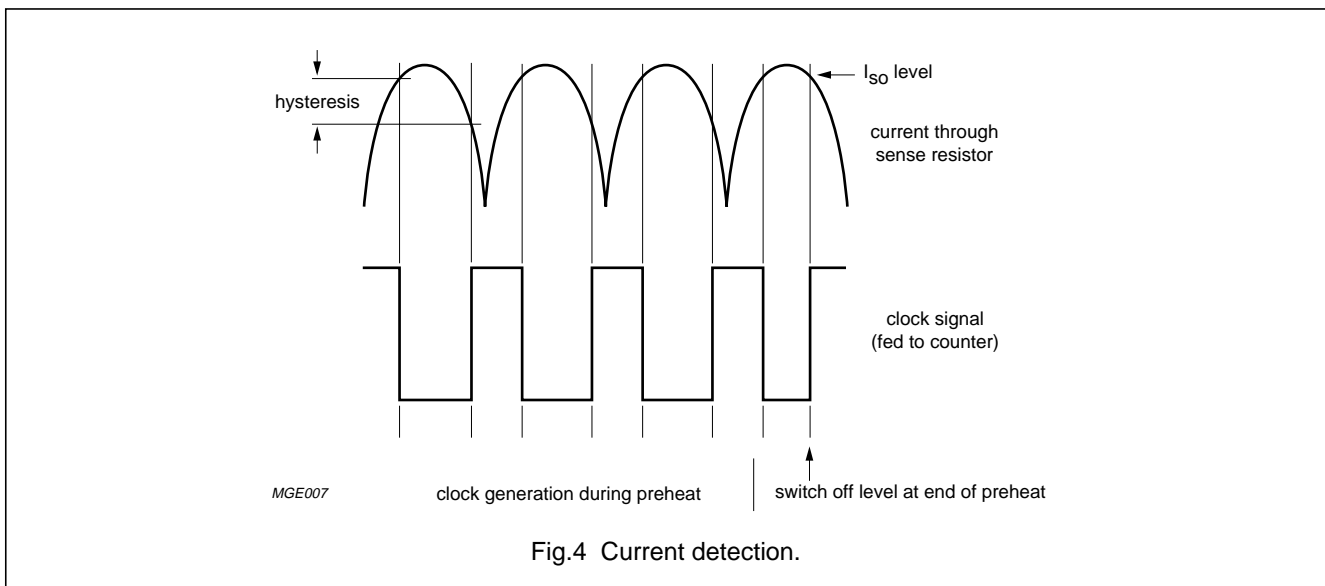 hysteresis
I_SO level
current through
sense resistor
clock signal
(fed to counter)
MGE007
clock generation during preheat
switch off level at end of preheat
Fig.4 Current detection.